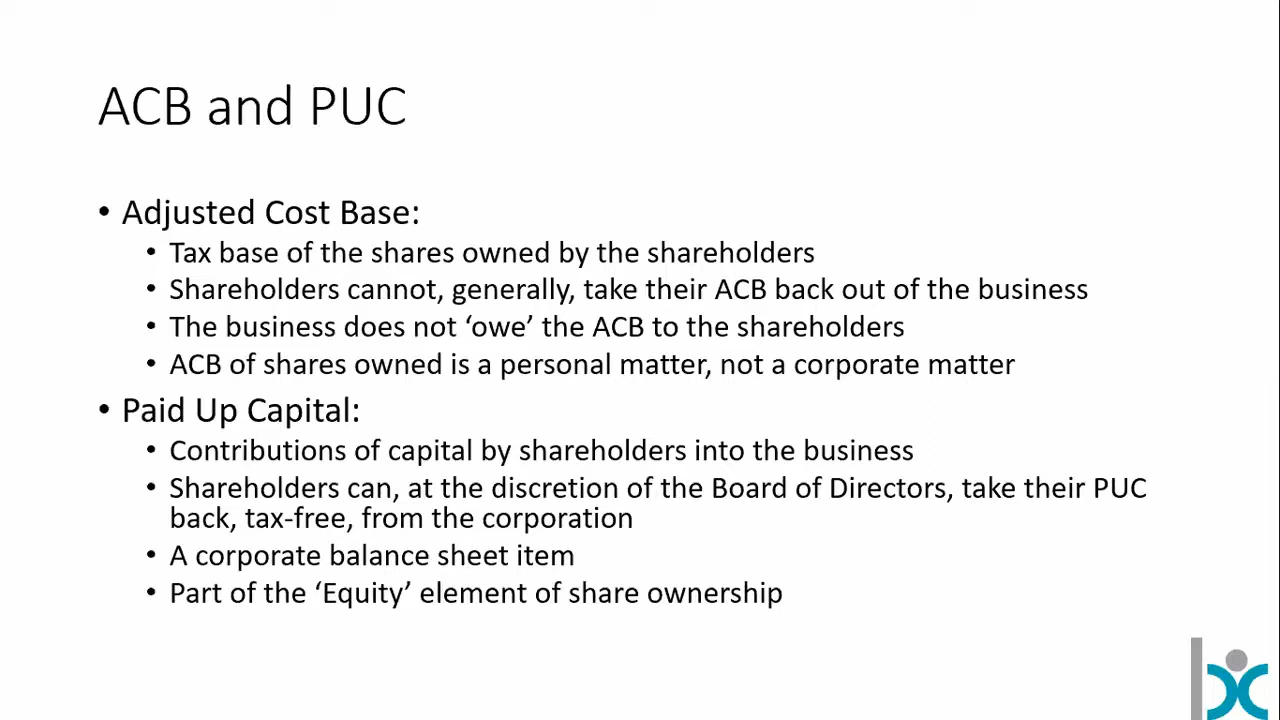 ACB and PUC
• Adjusted Cost Base:
• Tax base of the shares owned by the shareholders
• Shareholders cannot, generally, take their ACB back out of the business
• The business does not ‘owe’ the ACB to the shareholders
• ACB of shares owned is a personal matter, not a corporate matter
• Paid Up Capital:
• Contributions of capital by shareholders into the business
• Shareholders can, at the discretion of the Board of Directors, take their PUC
back, tax-free, from the corporation
• A corporate balance sheet item
• Part of the ‘Equity’ element of share ownership